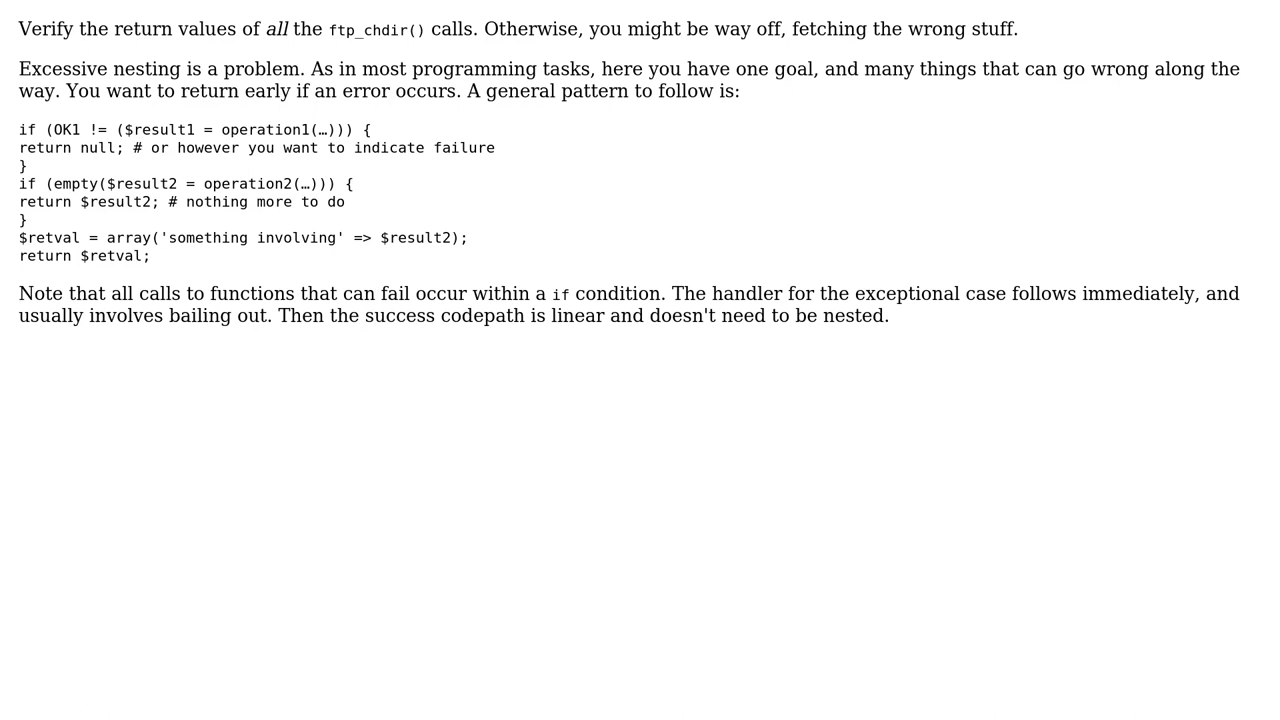 Verify the return values of all the ftp_chdir() calls. Otherwise, you might be way off, fetching the wrong stuff.
Excessive nesting is a problem. As in most programming tasks, here you have one goal, and many things that can go wrong along the
way. You want to return early if an error occurs. A general pattern to follow is:
if (OK1 != ($result1 = operation1(…))) {
return null; # or however you want to indicate failure
}
if (empty($result2 = operation2(…))) {
return $result2; # nothing more to do
}
$retval = array('something involving' => $result2);
return $retval;
Note that all calls to functions that can fail occur within a if condition. The handler for the exceptional case follows immediately, and
usually involves bailing out. Then the success codepath is linear and doesn't need to be nested.